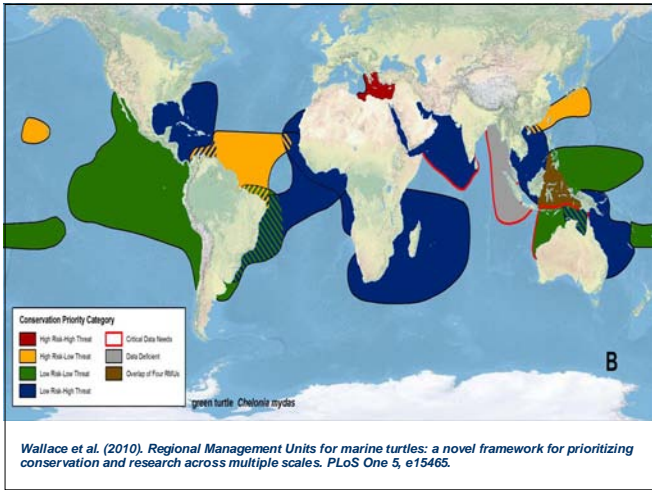 Conservation Priority Category
High Risk-High Threat
High Risk-Low Threat
Low Risk-Low Threat
Low-Risk-High Threat
Critical Data Needs
Data Deficient
Overlap of Four RMUs
B
green turtle Chelonia mydas
Wallace et al. (2010). Regional Management Units for marine turtles: a novel framework for prioritizing
conservation and research across multiple scales. PLoS One 5, e15465.